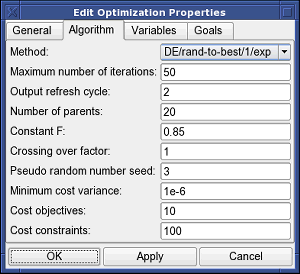 Edit Optimization Properties
General Algorithm Variables Goals
Method: DE/rand-to-best/1/exp
Maximum number of iterations: 50
Output refresh cycle: 2
Number of parents: 20
Constant F: 0.85
Crossing over factor: 1
Pseudo random number seed: 3
Minimum cost variance: 1e-6
Cost objectives: 10
Cost constraints: 100
OK Apply Cancel